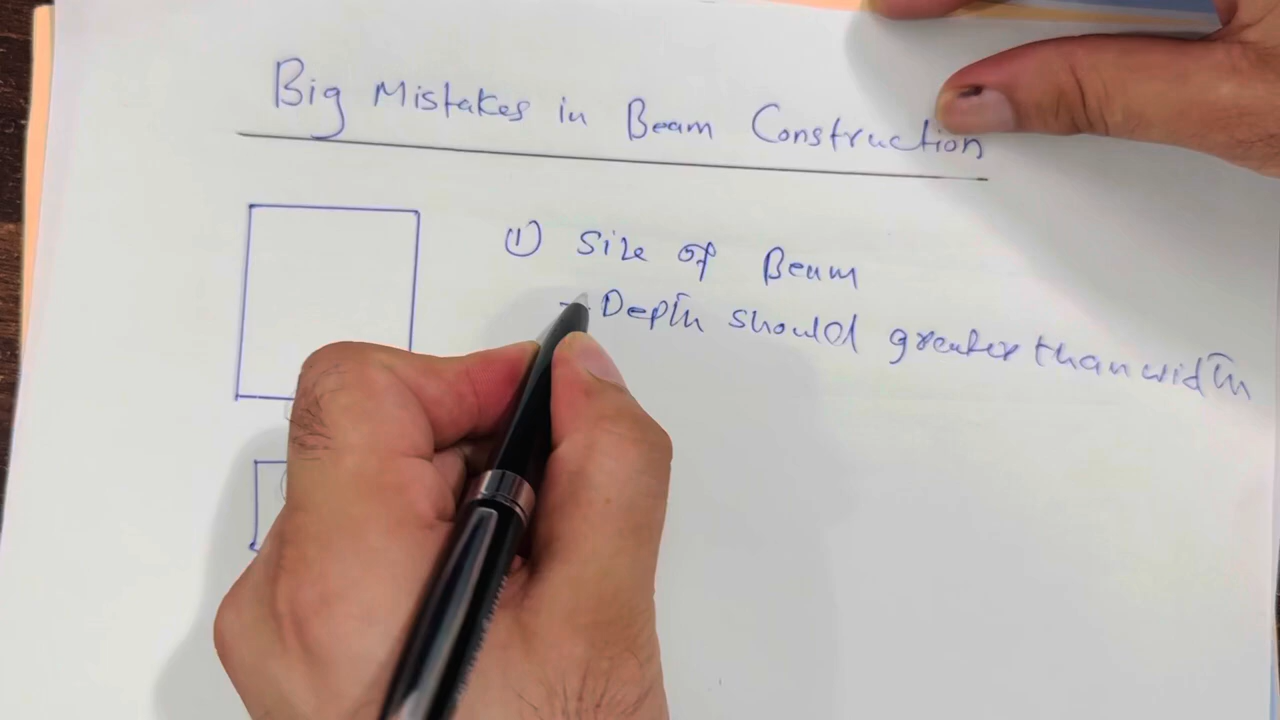 Big Mistakes in Beam Construction
① Size of Beam
- Depth should greater than width